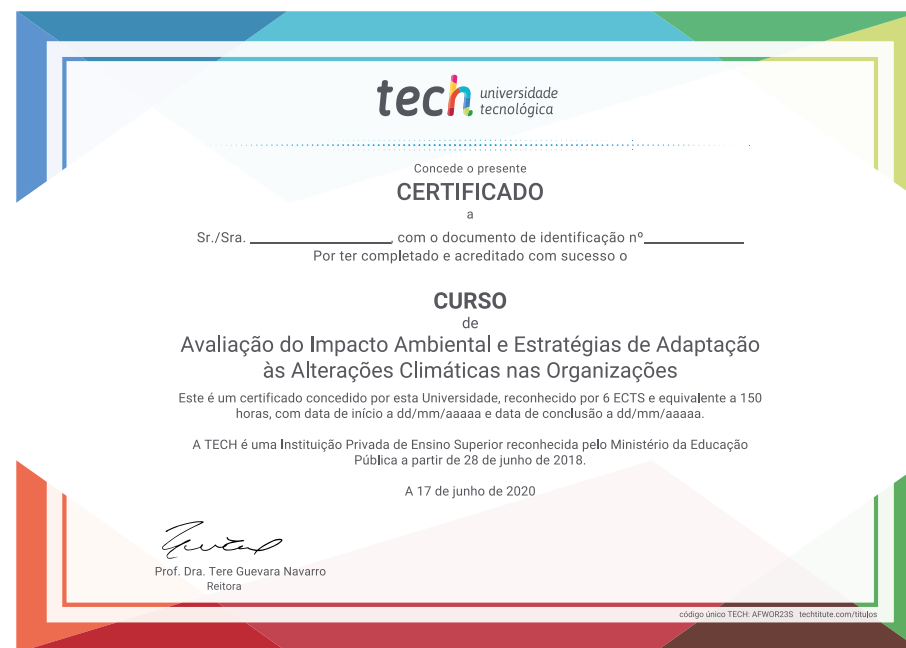 tech universidade
tecnológica
Concede o presente
CERTIFICADO
a
Sr./Sra. ____________________, com o documento de identificação nº______________
Por ter completado e acreditado com sucesso o
CURSO
de
Avaliação do Impacto Ambiental e Estratégias de Adaptação
às Alterações Climáticas nas Organizações
Este é um certificado concedido por esta Universidade, reconhecido por 6 ECTS e equivalente a 150
horas, com data de início a dd/mm/aaaaa e data de conclusão a dd/mm/aaaaa.
A TECH é uma Instituição Privada de Ensino Superior reconhecida pelo Ministério da Educação
Pública a partir de 28 de junho de 2018.
A 17 de junho de 2020
Prof. Dra. Tere Guevara Navarro
Reitora
código único TECH: AFWOR23S techtitute.com/titulos